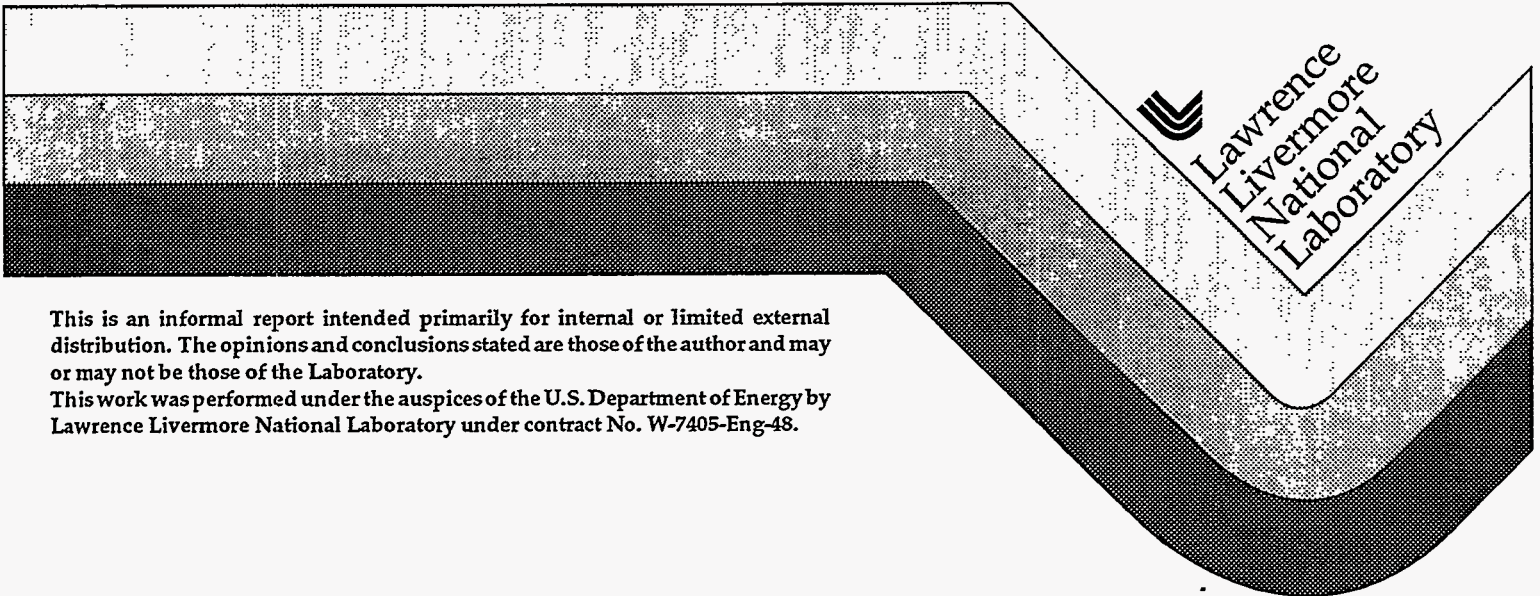 Lawrence
Livermore
National
Laboratory
This is an informal report intended primarily for internal or limited external
distribution. The opinions and conclusions stated are those of the author and may
or may not be those of the Laboratory.
This work was performed under the auspices of the U.S. Department of Energy by
Lawrence Livermore National Laboratory under contract No. W-7405-Eng-48.